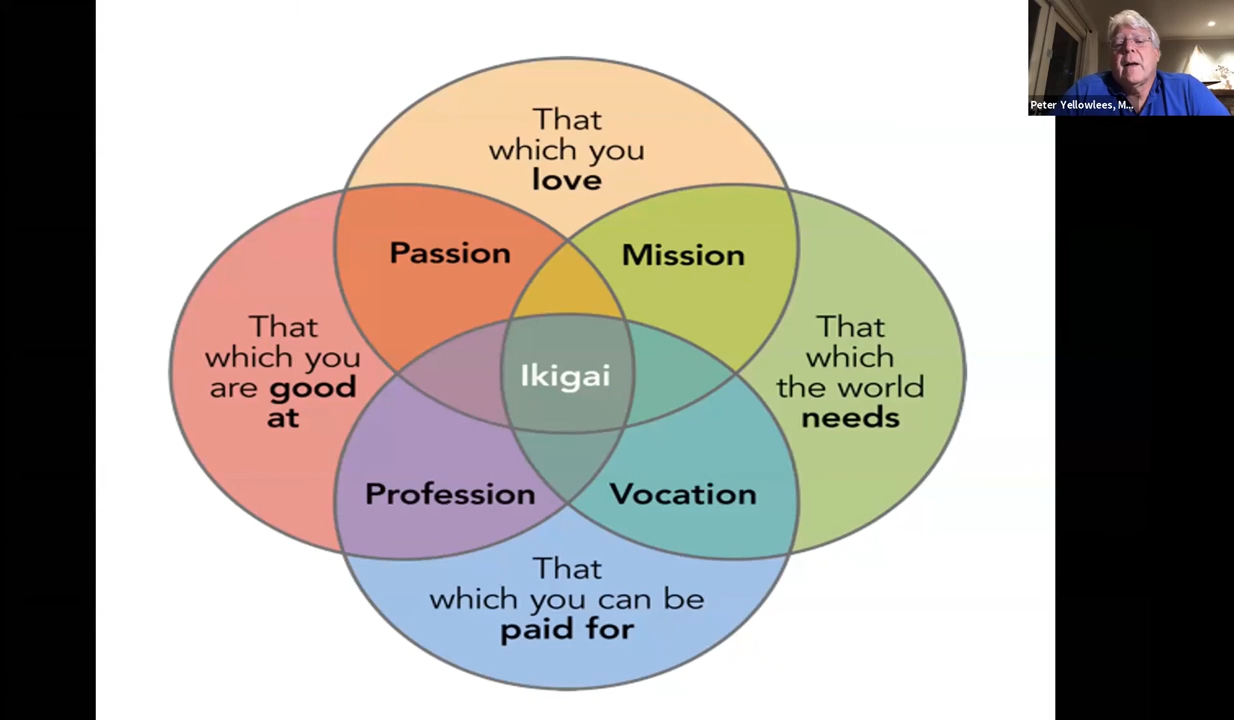 Peter Yellowlees, M...
That
which you
love
Passion
Mission
That
which you
are good
at
Ikigai
That
which
the world
needs
Profession
Vocation
That
which you can be
paid for